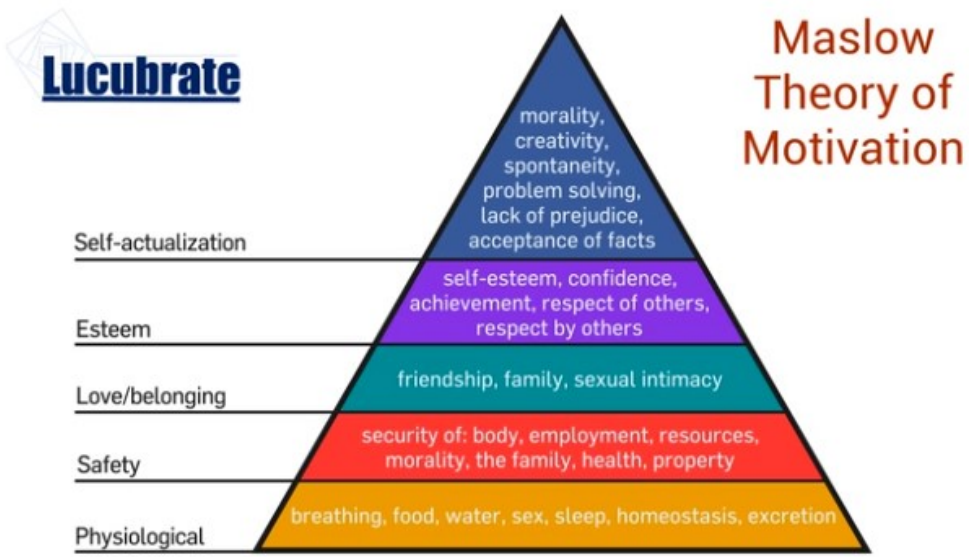 Lucubrate
Maslow
Theory of
Motivation
Self-actualization
morality,
creativity,
spontaneity,
problem solving,
lack of prejudice,
acceptance of facts
Esteem
self-esteem, confidence,
achievement, respect of others,
respect by others
Love/belonging
friendship, family, sexual intimacy
Safety
security of: body, employment, resources,
morality, the family, health, property
Physiological
breathing, food, water, sex, sleep, homeostasis, excretion